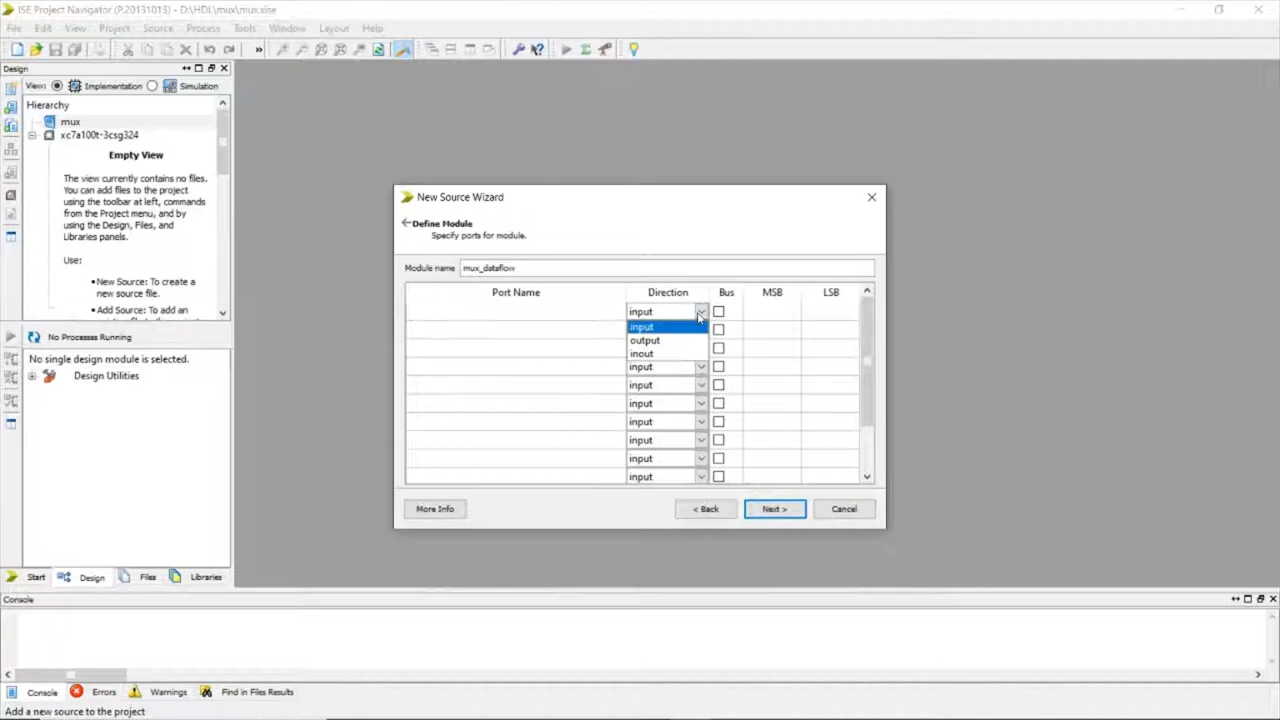 ISE Project Navigator (P.20131013) - D:\HDL\mux\mux.xise
File Edit View Project Source Process Tools Window Layout Help
Design
View: Implementation Simulation
Hierarchy
mux
xc7a100t-3csg324
Empty View
The view currently contains no files.
You can add files to the project
using the toolbar at left, commands
from the Project menu, and by
using the Design, Files, and
Libraries panels.
Use:
• New Source: To create a
new source file.
• Add Source: To add an
No Processes Running
No single design module is selected.
Design Utilities
Start Design Files Libraries
New Source Wizard
Define Module
Specify ports for module.
Module name mux_dataflow
Port Name Direction Bus MSB LSB
input
input
output
inout
input
input
input
input
input
input
input
More Info < Back Next > Cancel
Console
Console Errors Warnings Find in Files Results
Add a new source to the project